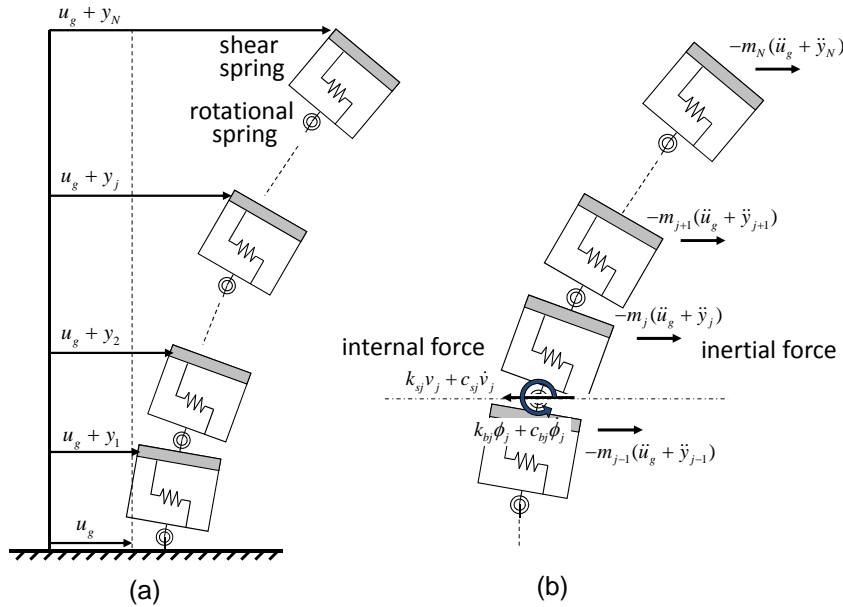 u_g + y_N
shear
spring
rotational
spring
u_g + y_j
u_g + y_2
u_g + y_1
u_g
(a)
−m_N(ü_g + ÿ_N)
−m_{j+1}(ü_g + ÿ_{j+1})
−m_j(ü_g + ÿ_j)
internal force
inertial force
k_{sj}v_j + c_{sj}v̇_j
k_{bj}ϕ_j + c_{bj}ϕ̇_j
−m_{j−1}(ü_g + ÿ_{j−1})
(b)